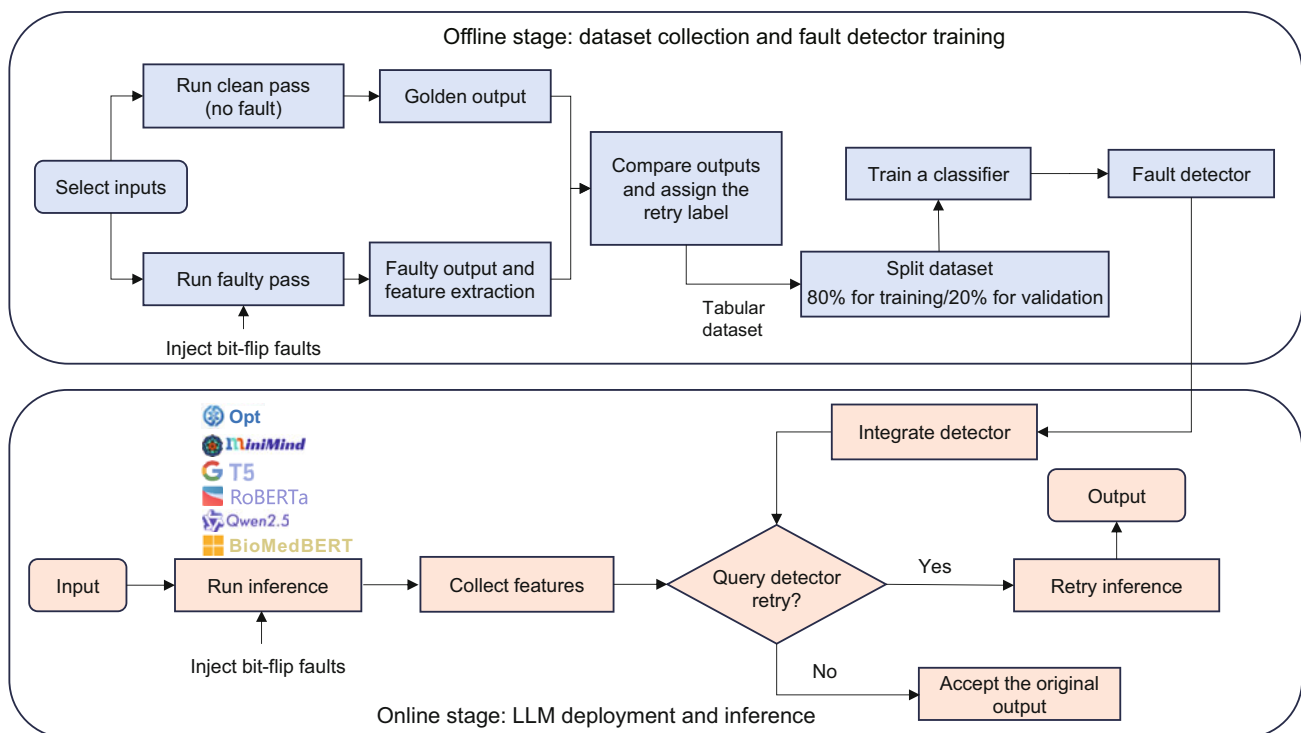 Offline stage: dataset collection and fault detector training
Run clean pass
(no fault)
Golden output
Select inputs
Compare outputs
and assign the
retry label
Train a classifier
Fault detector
Run faulty pass
Faulty output and
feature extraction
Split dataset
80% for training/20% for validation
Tabular
dataset
Inject bit-flip faults
Opt
MiniMind
T5
RoBERTa
Qwen2.5
BioMedBERT
Integrate detector
Output
Input
Run inference
Collect features
Query detector
retry?
Yes
Retry inference
Inject bit-flip faults
No
Accept the original
output
Online stage: LLM deployment and inference